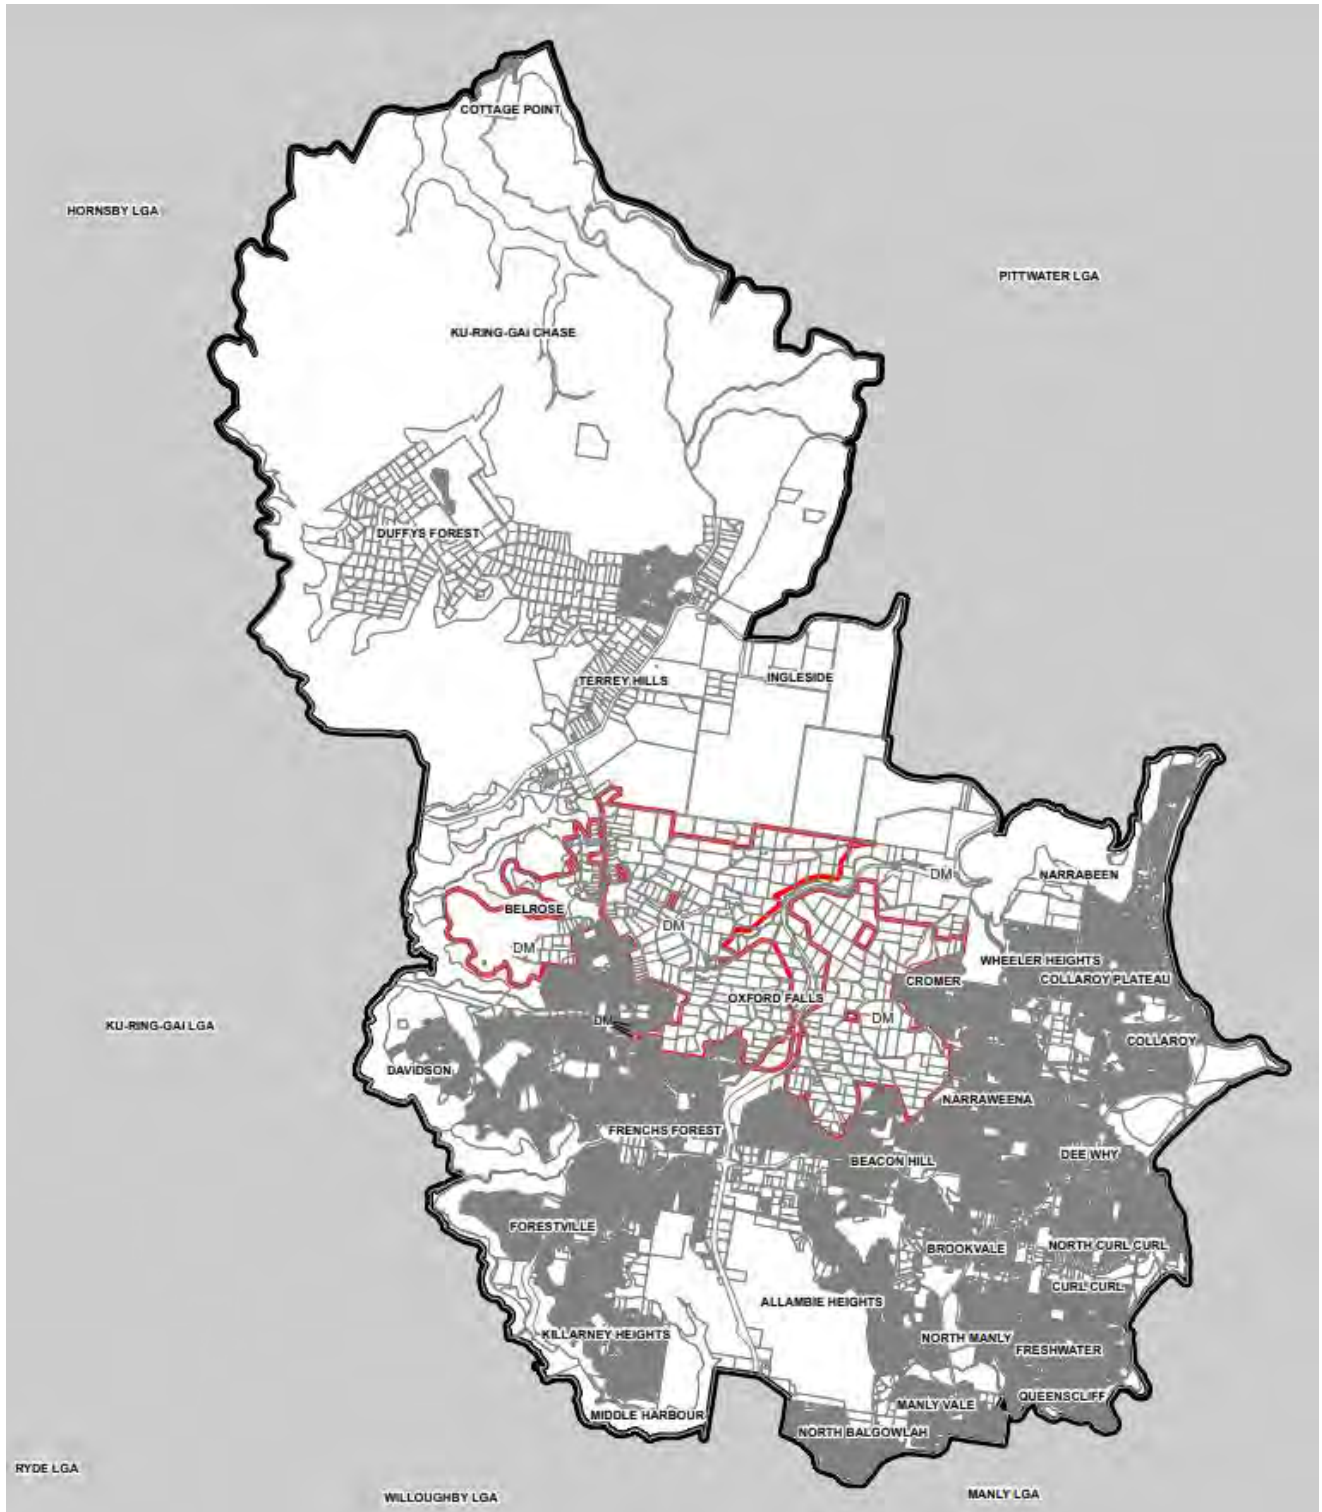 COTTAGE POINT
HORNSBY LGA
PITTWATER LGA
KU-RING-GAI CHASE
DUFFYS FOREST
TERREY HILLS
INGLESIDE
DM
NARRABEEN
BELROSE
DM
DM
WHEELER HEIGHTS
CROMER
COLLAROY PLATEAU
OXFORD FALLS
DM
DM
KU-RING-GAI LGA
COLLAROY
DAVIDSON
NARRAWEENA
FRENCHS FOREST
DEE WHY
BEACON HILL
FORESTVILLE
BROOKVALE
NORTH CURL CURL
CURL CURL
ALLAMBIE HEIGHTS
KILLARNEY HEIGHTS
NORTH MANLY
FRESHWATER
QUEENSCLIFF
MANLY VALE
MIDDLE HARBOUR
NORTH BALGOWLAH
RYDE LGA
WILLOUGHBY LGA
MANLY LGA